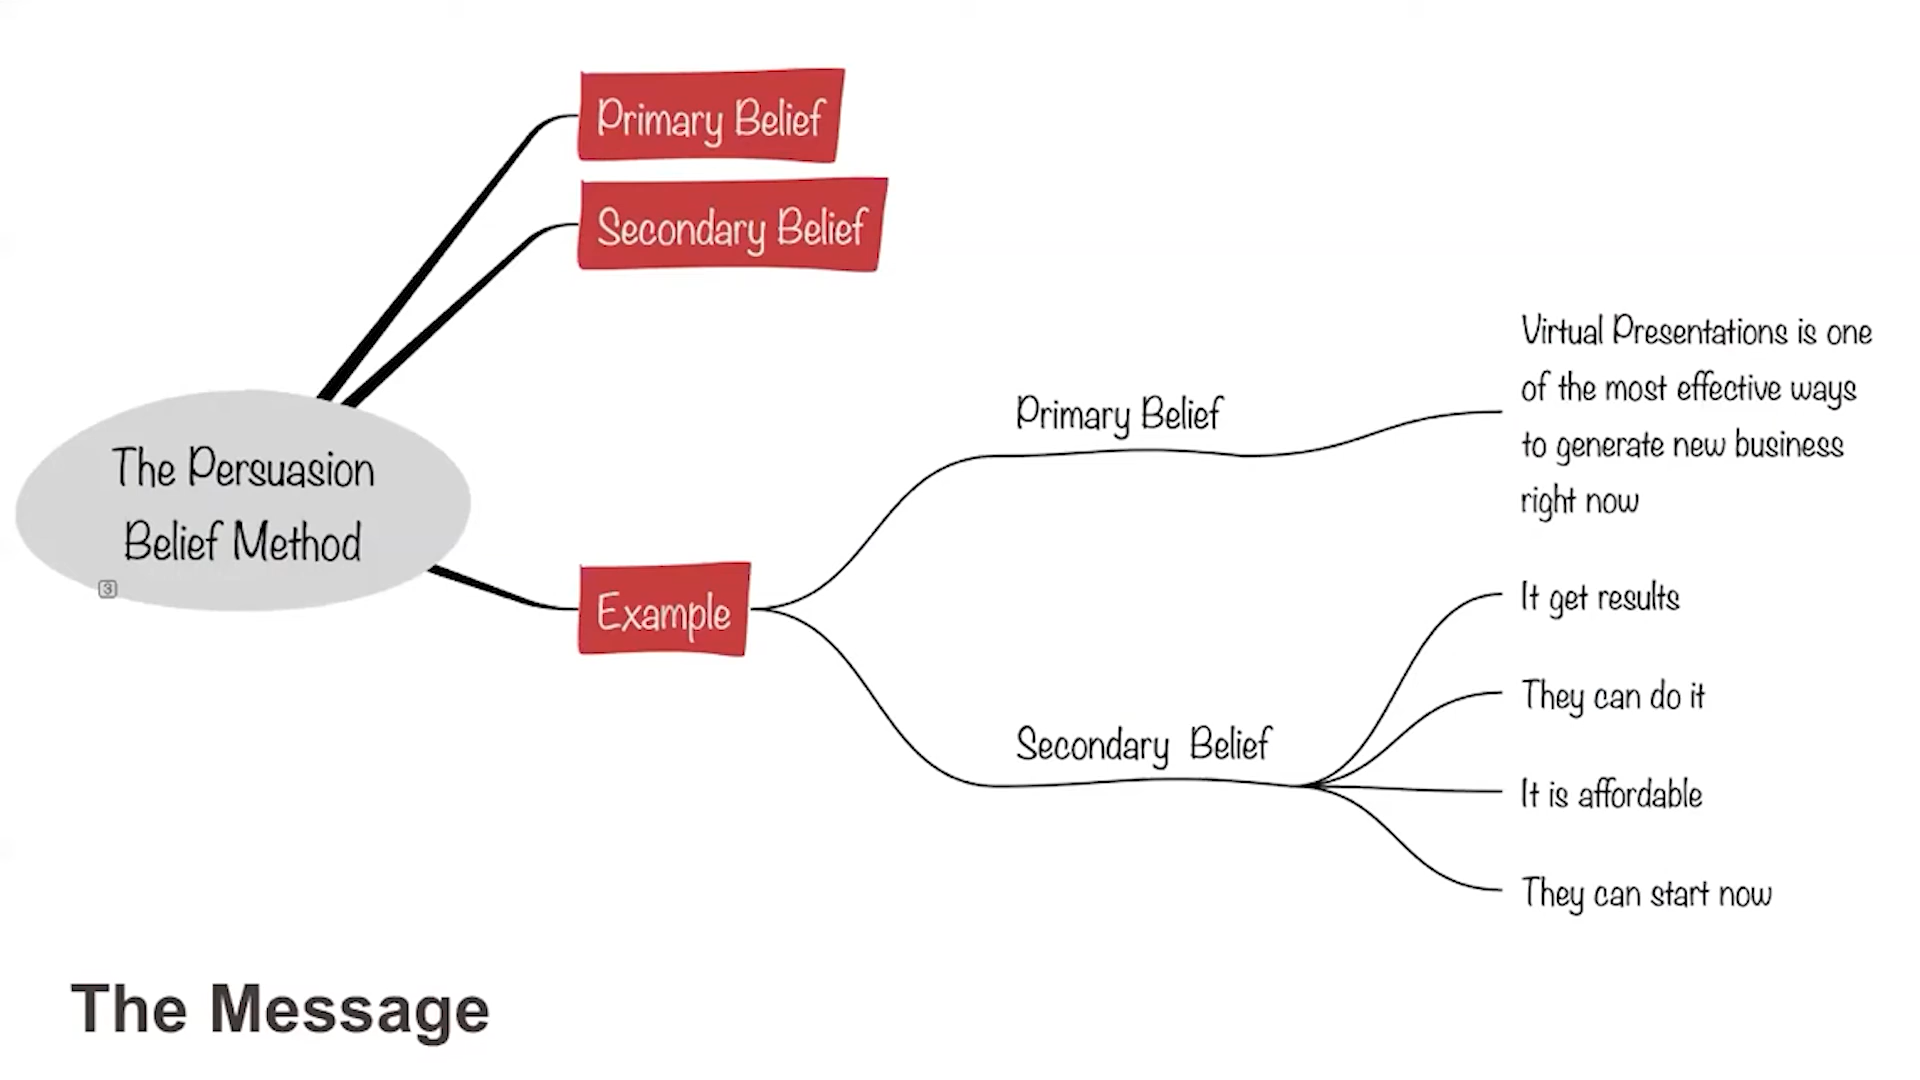 Primary Belief
Secondary Belief
The Persuasion
Belief Method
3
Example
Primary Belief
Virtual Presentations is one
of the most effective ways
to generate new business
right now
Secondary Belief
It get results
They can do it
It is affordable
They can start now
The Message